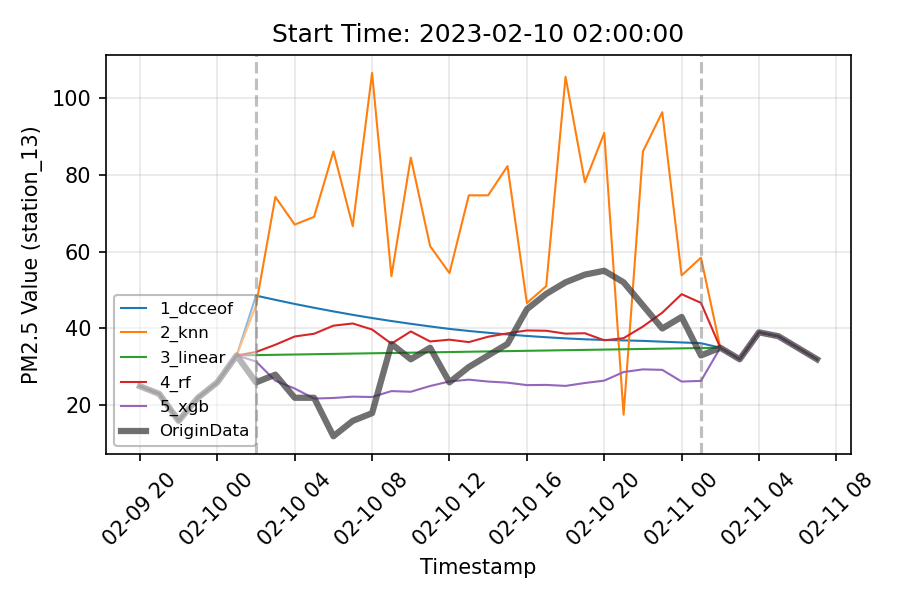 Start Time: 2023-02-10 02:00:00
PM2.5 Value (station_13)
100
80
60
40
20
1_dcceof
2_knn
3_linear
4_rf
5_xgb
OriginData
02-09 20
02-10 00
02-10 04
02-10 08
02-10 12
02-10 16
02-10 20
02-11 00
02-11 04
02-11 08
Timestamp